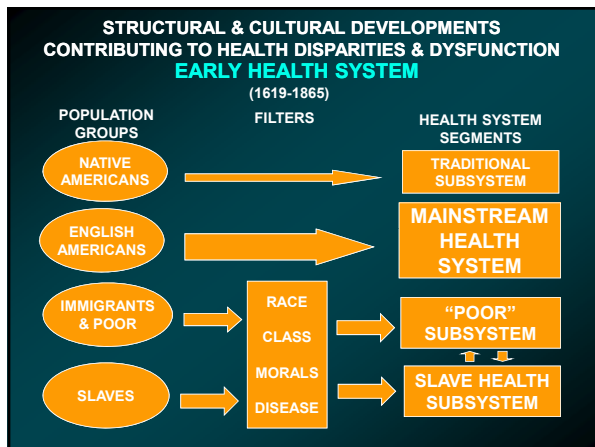 STRUCTURAL & CULTURAL DEVELOPMENTS
CONTRIBUTING TO HEALTH DISPARITIES & DYSFUNCTION
EARLY HEALTH SYSTEM
(1619-1865)
POPULATION
GROUPS
FILTERS
HEALTH SYSTEM
SEGMENTS
NATIVE
AMERICANS
TRADITIONAL
SUBSYSTEM
ENGLISH
AMERICANS
MAINSTREAM
HEALTH
SYSTEM
IMMIGRANTS
& POOR
RACE
CLASS
MORALS
DISEASE
“POOR”
SUBSYSTEM
SLAVES
SLAVE HEALTH
SUBSYSTEM